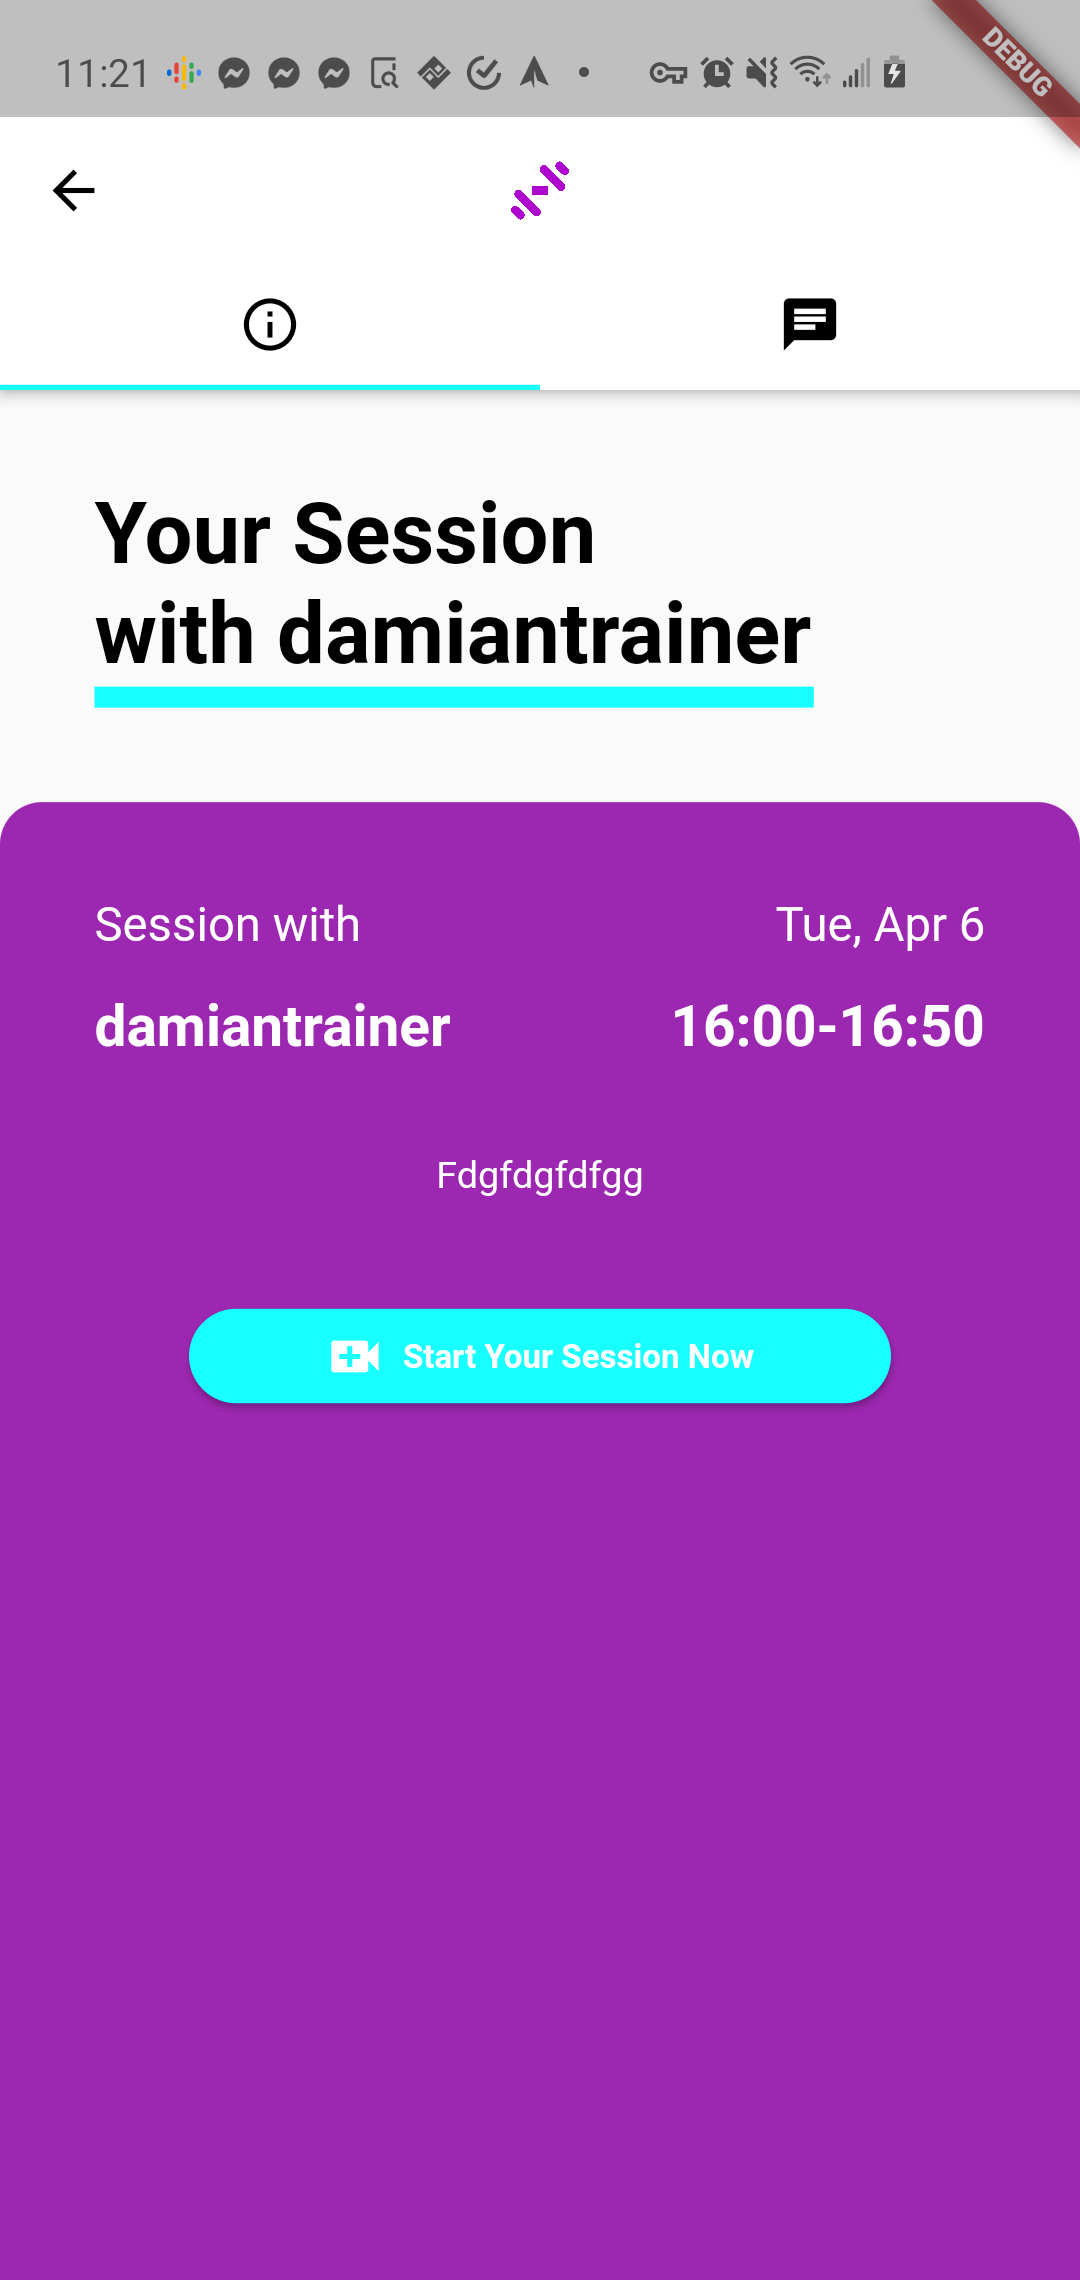 11:21
DEBUG
Your Session
with damiantrainer
Session with
Tue, Apr 6
damiantrainer
16:00-16:50
Fdgfdgfdfgg
Start Your Session Now